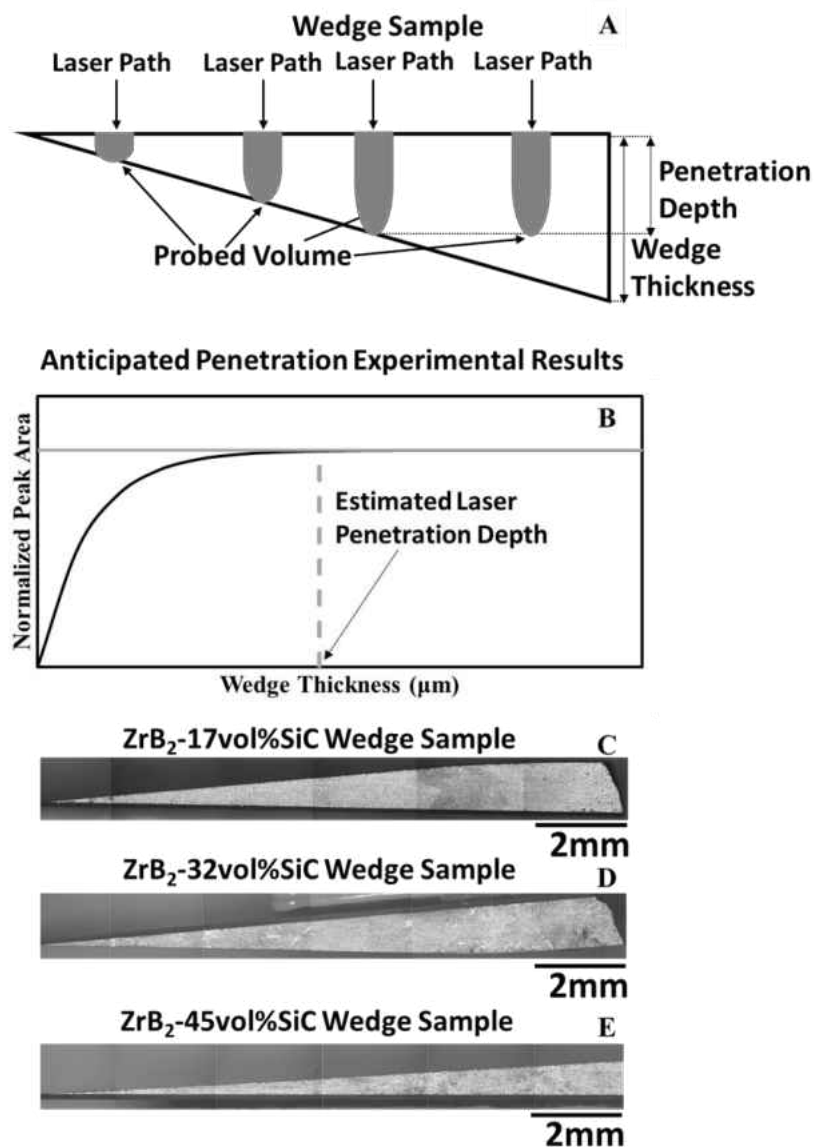 Wedge Sample
A
Laser Path Laser Path Laser Path Laser Path
Penetration
Depth
Probed Volume
Wedge
Thickness
Anticipated Penetration Experimental Results
B
Normalized Peak Area
Estimated Laser
Penetration Depth
Wedge Thickness (µm)
ZrB₂-17vol%SiC Wedge Sample
C
2mm
ZrB₂-32vol%SiC Wedge Sample
D
2mm
ZrB₂-45vol%SiC Wedge Sample
E
2mm